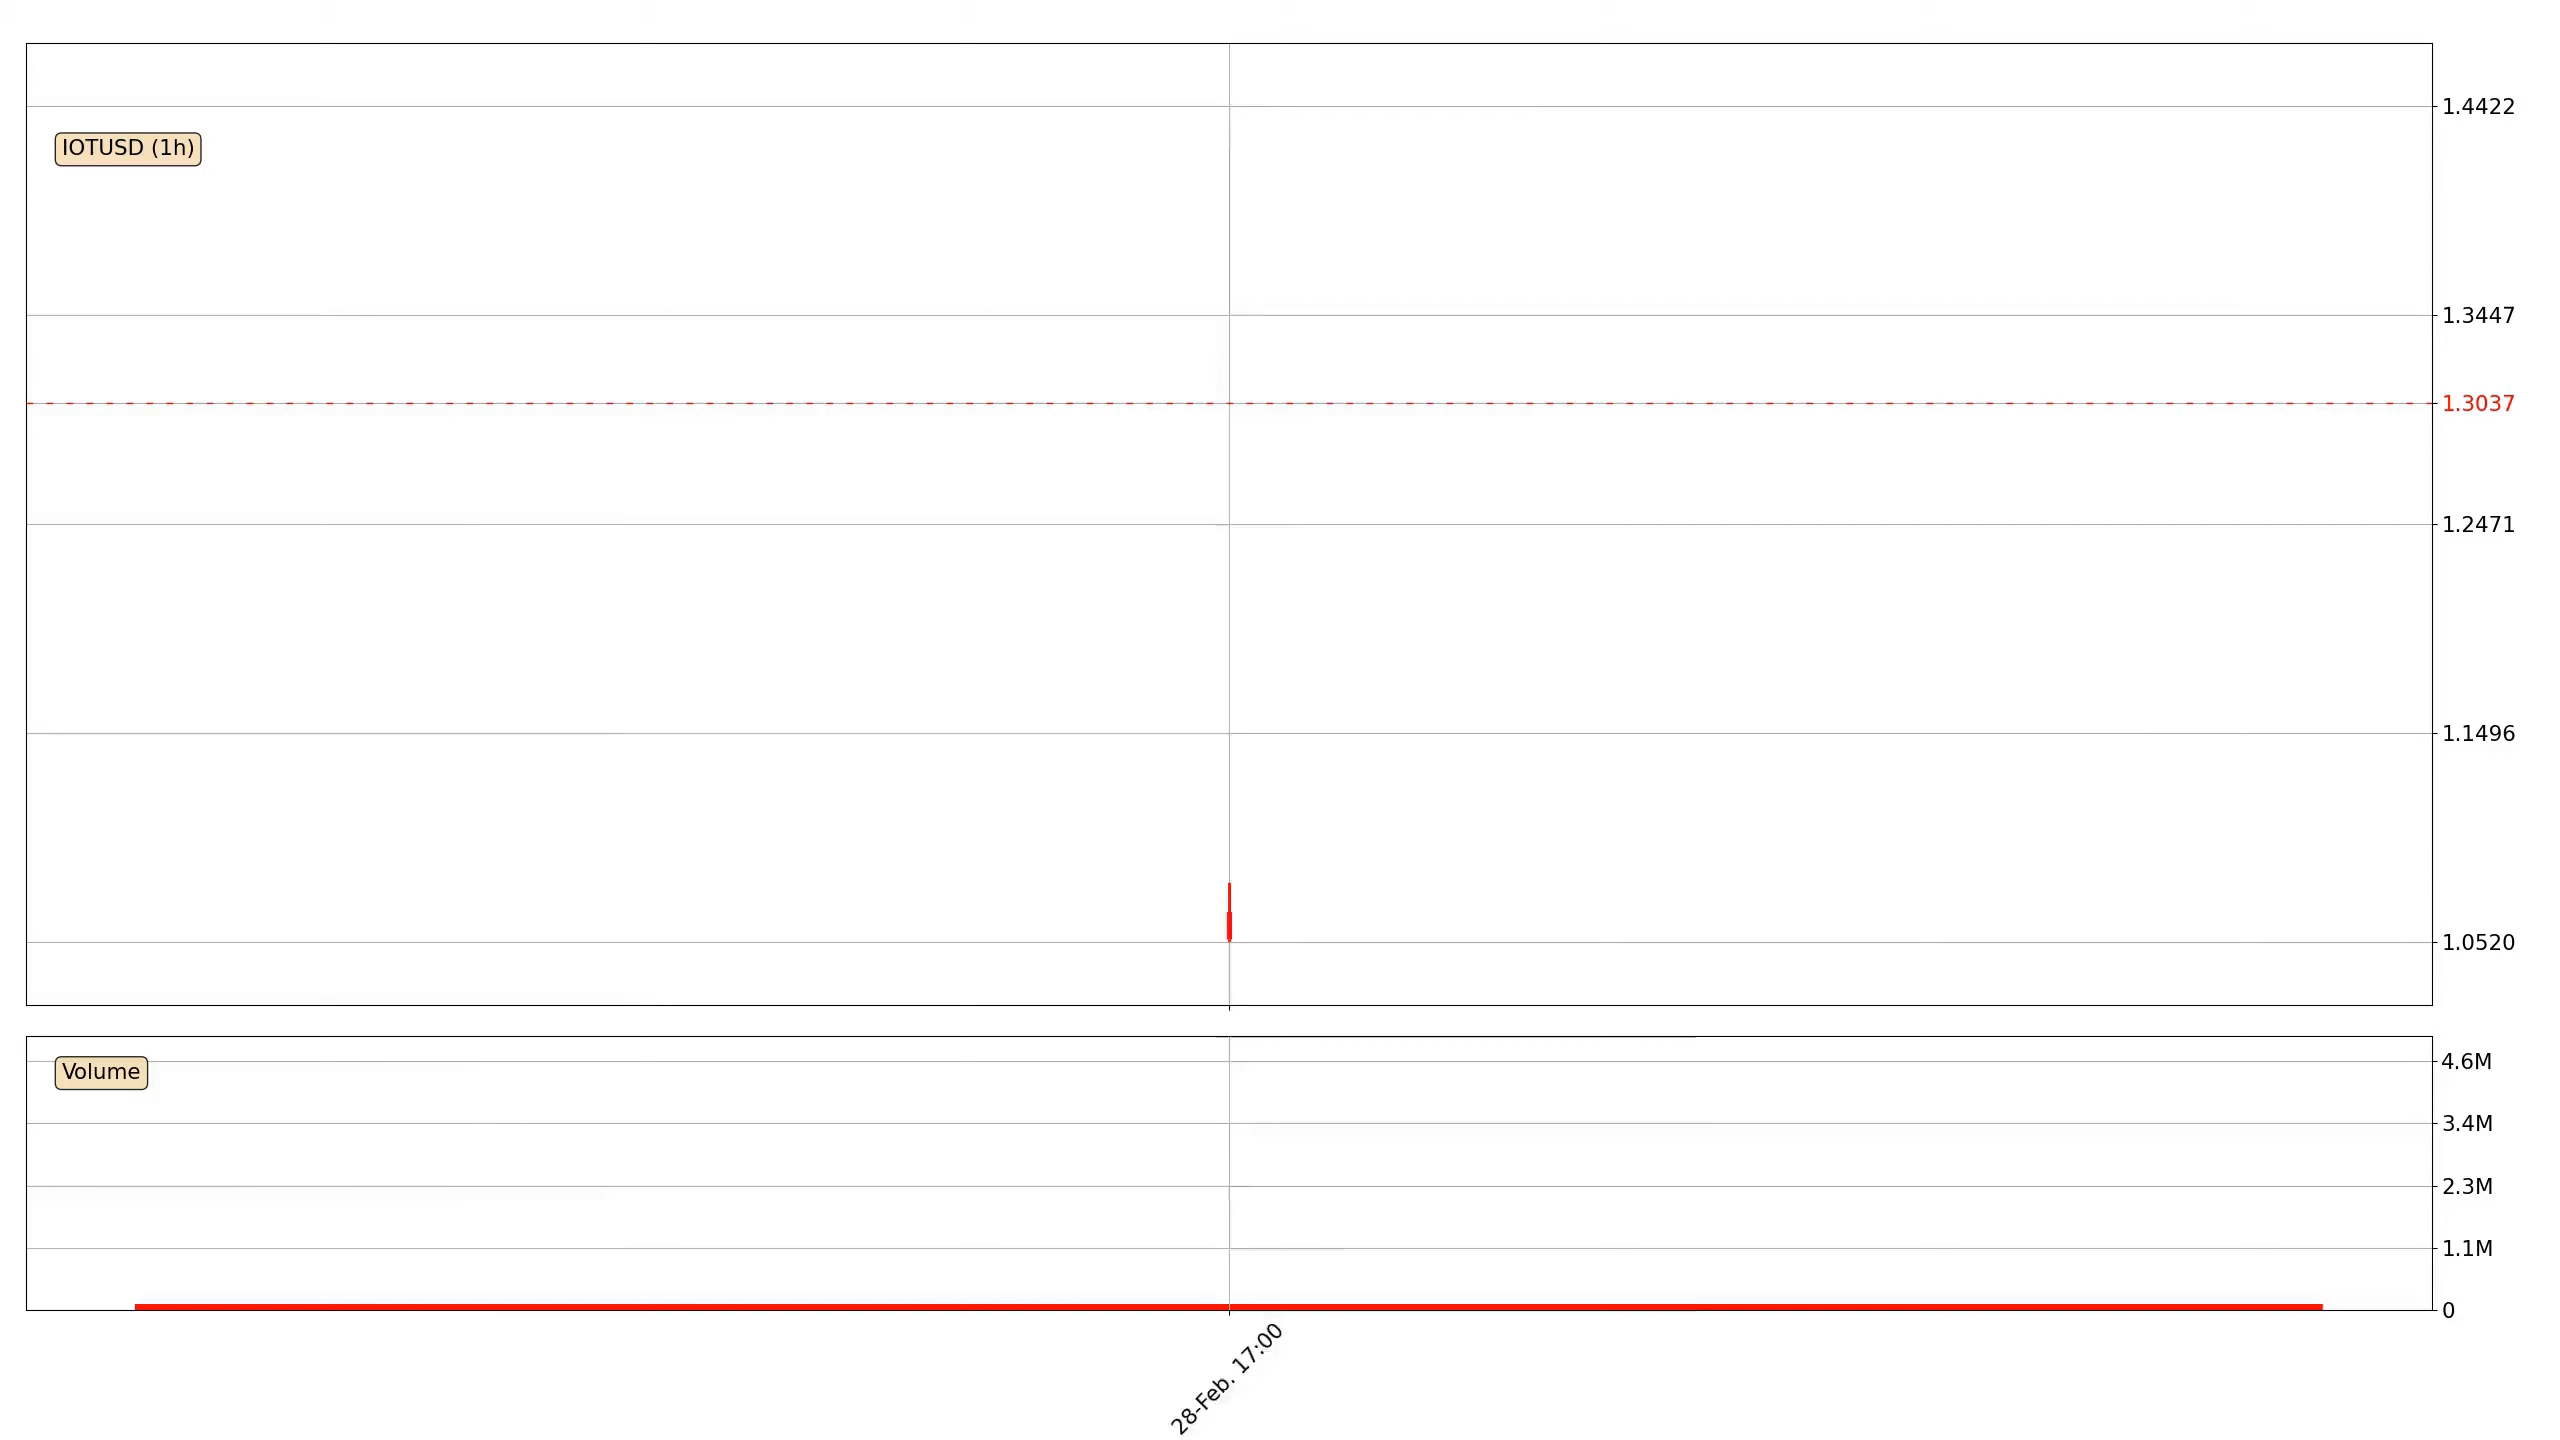 IOTUSD (1h)
1.4422
1.3447
1.3037
1.2471
1.1496
1.0520
Volume
4.6M
3.4M
2.3M
1.1M
0
28-Feb. 17:00